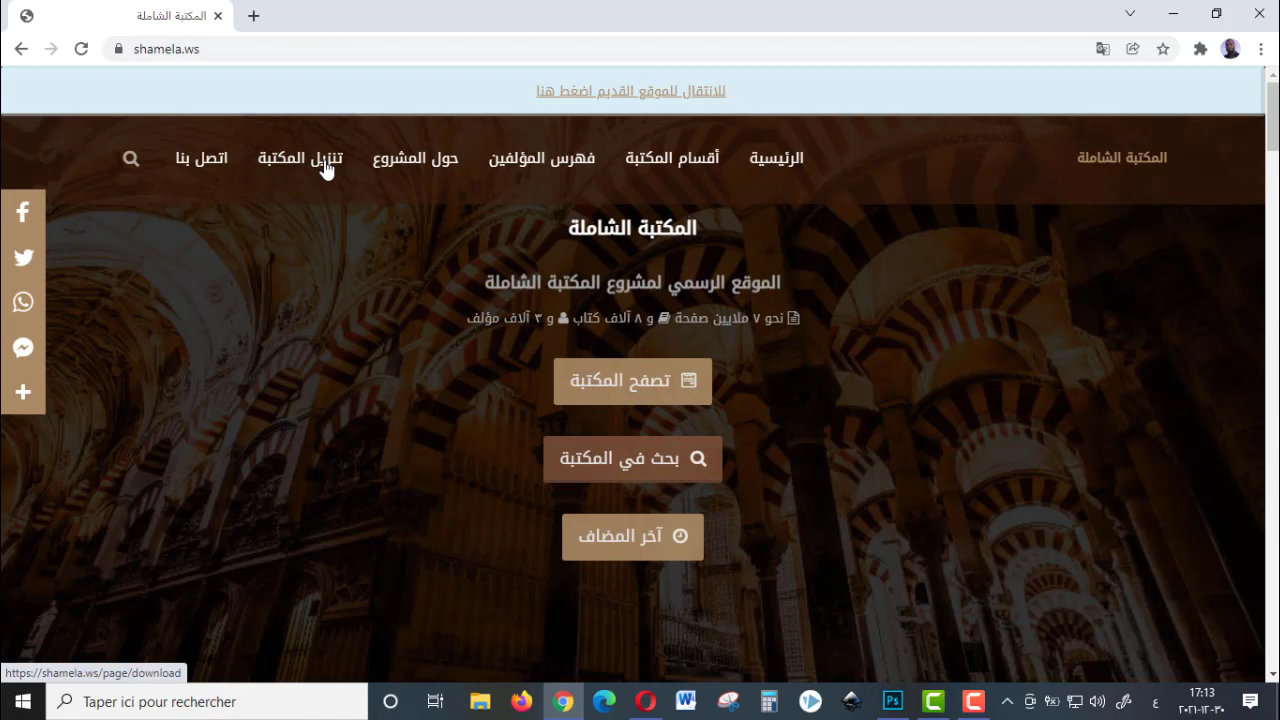 المكتبة الشاملة
shamela.ws
للانتقال للموقع القديم اضغط هنا
المكتبة الشاملة
الرئيسية
أقسام المكتبة
فهرس المؤلفين
حول المشروع
تنزيل المكتبة
اتصل بنا
المكتبة الشاملة
الموقع الرسمي لمشروع المكتبة الشاملة
نحو ٧ ملايين صفحة و ٨ آلاف كتاب و ٣ آلاف مؤلف
تصفح المكتبة
بحث في المكتبة
آخر المضاف
https://shamela.ws/page/download
Taper ici pour rechercher
ع
17:13
٢٠٢١-١٢-٣٠